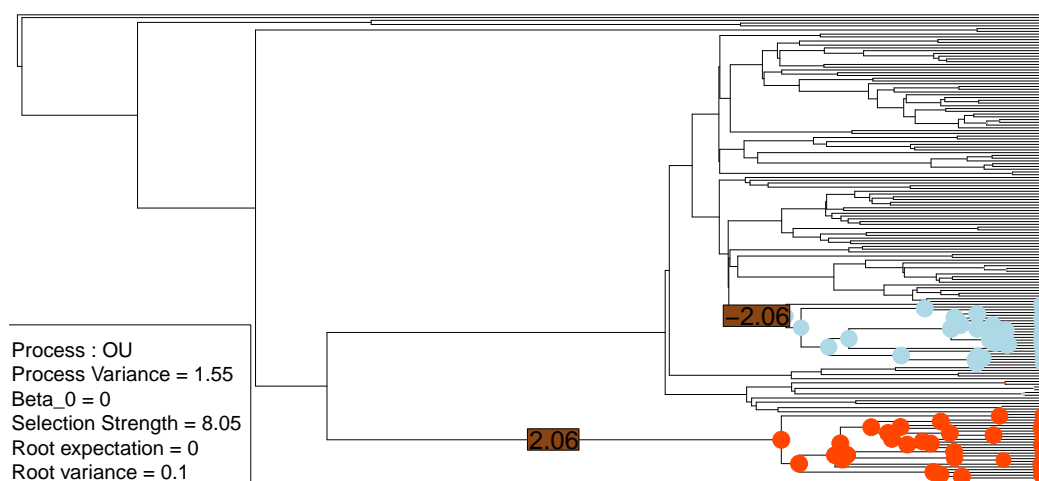 −2.06
Process : OU
Process Variance = 1.55
Beta_0 = 0
Selection Strength = 8.05
2.06
Root expectation = 0
Root variance = 0.1